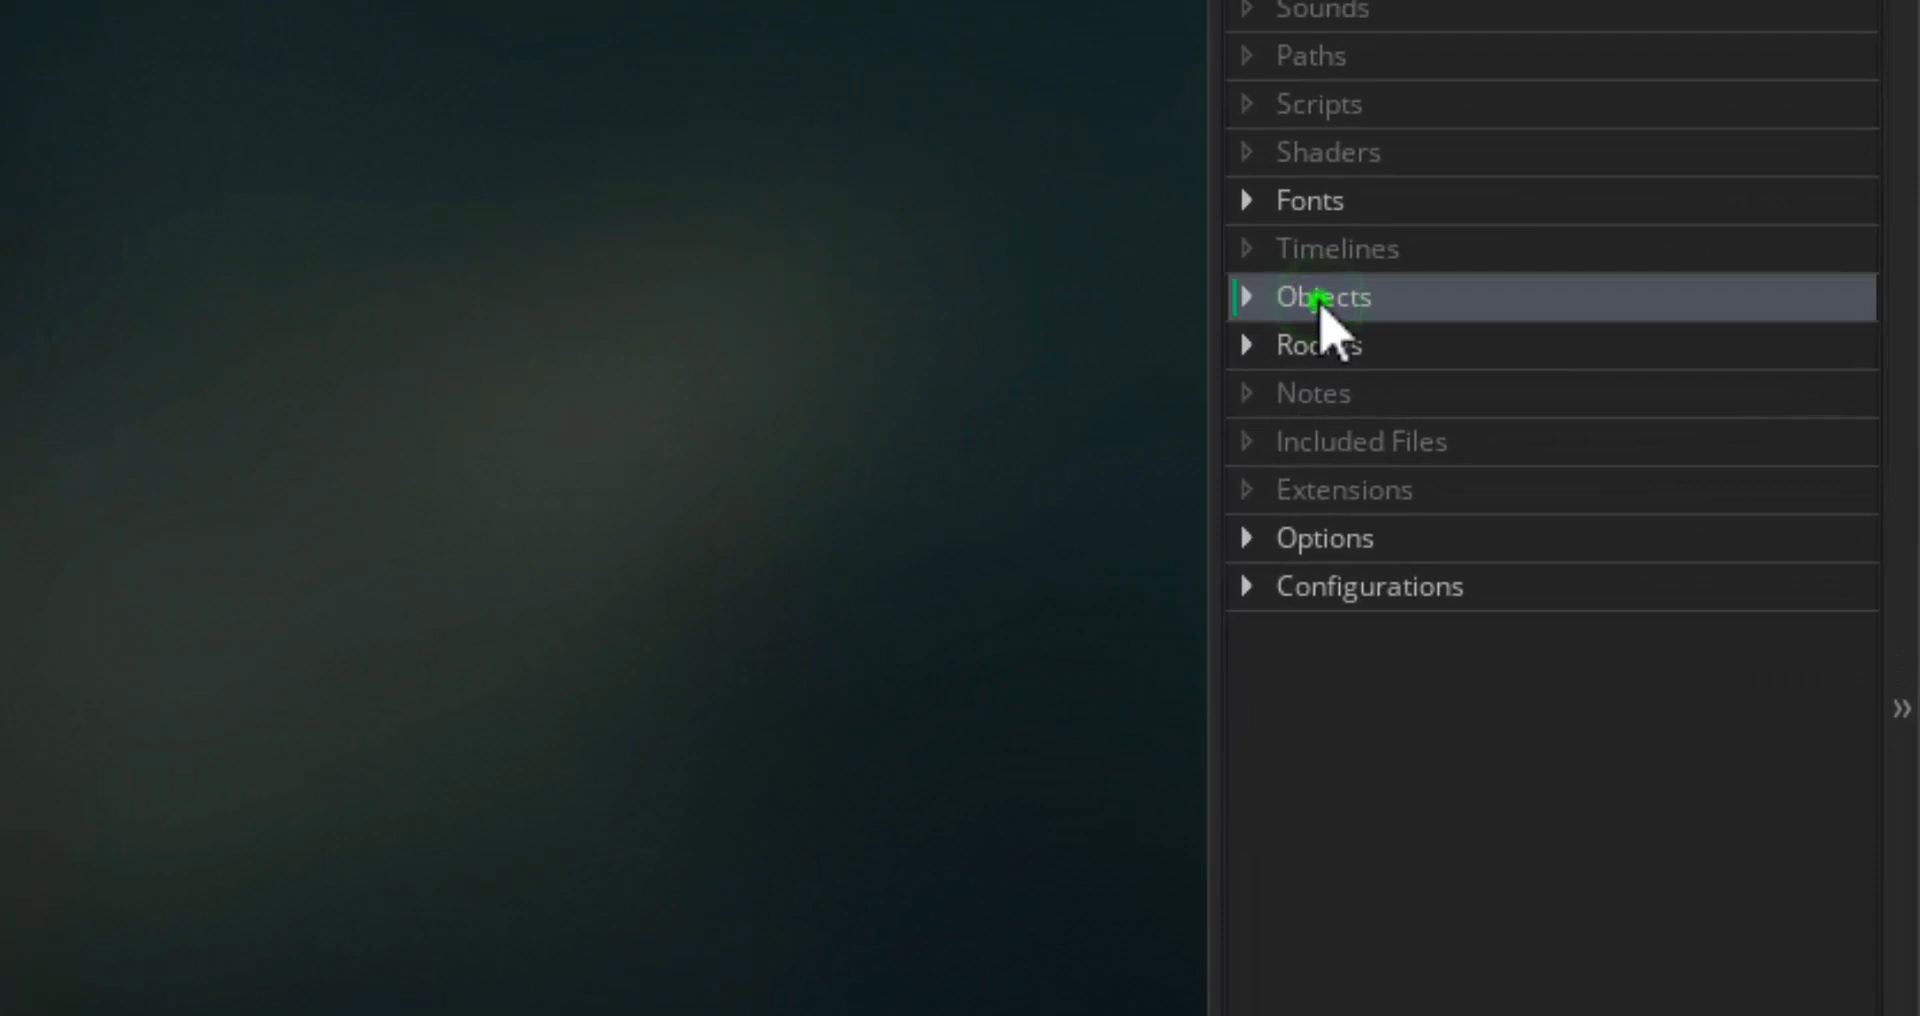 Sounds
Paths
Scripts
Shaders
Fonts
Timelines
Objects
Rooms
Notes
Included Files
Extensions
Options
Configurations
»